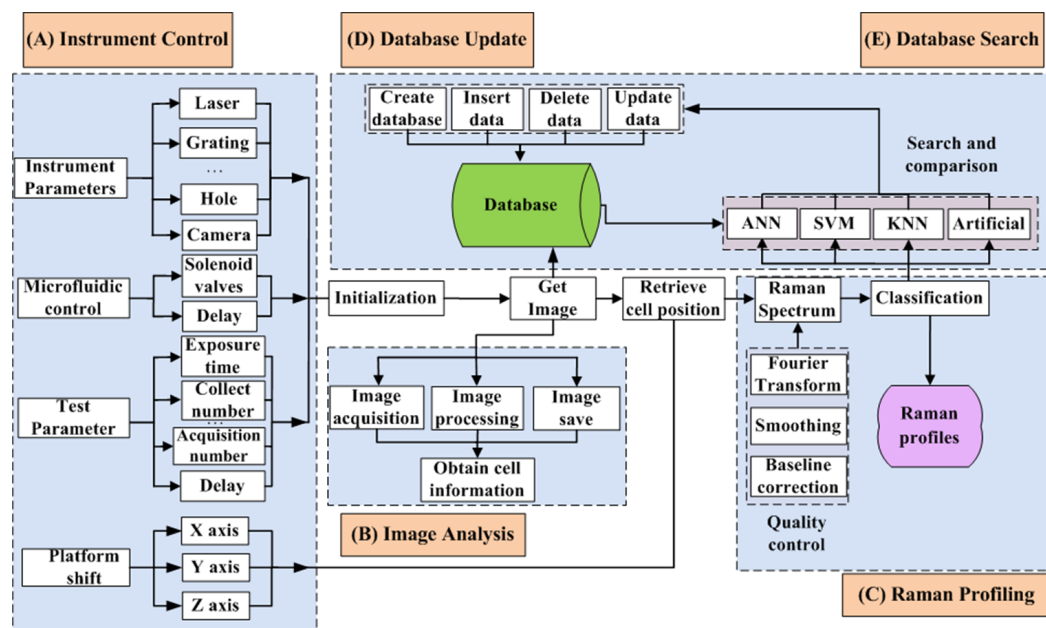 (A) Instrument Control
(D) Database Update
(E) Database Search
Instrument
Parameters
Laser
Grating
...
Hole
Camera
Microfluidic
control
Solenoid
valves
Delay
Test
Parameter
Exposure
time
Collect
number
...
Acquisition
number
Delay
Platform
shift
X axis
Y axis
Z axis
Create
database
Insert
data
Delete
data
Update
data
Database
Search and
comparison
ANN
SVM
KNN
Artificial
Initialization
Get
Image
Retrieve
cell position
Raman
Spectrum
Classification
Image
acquisition
Image
processing
Image
save
Obtain cell
information
(B) Image Analysis
Fourier
Transform
Smoothing
Baseline
correction
Quality
control
Raman
profiles
(C) Raman Profiling